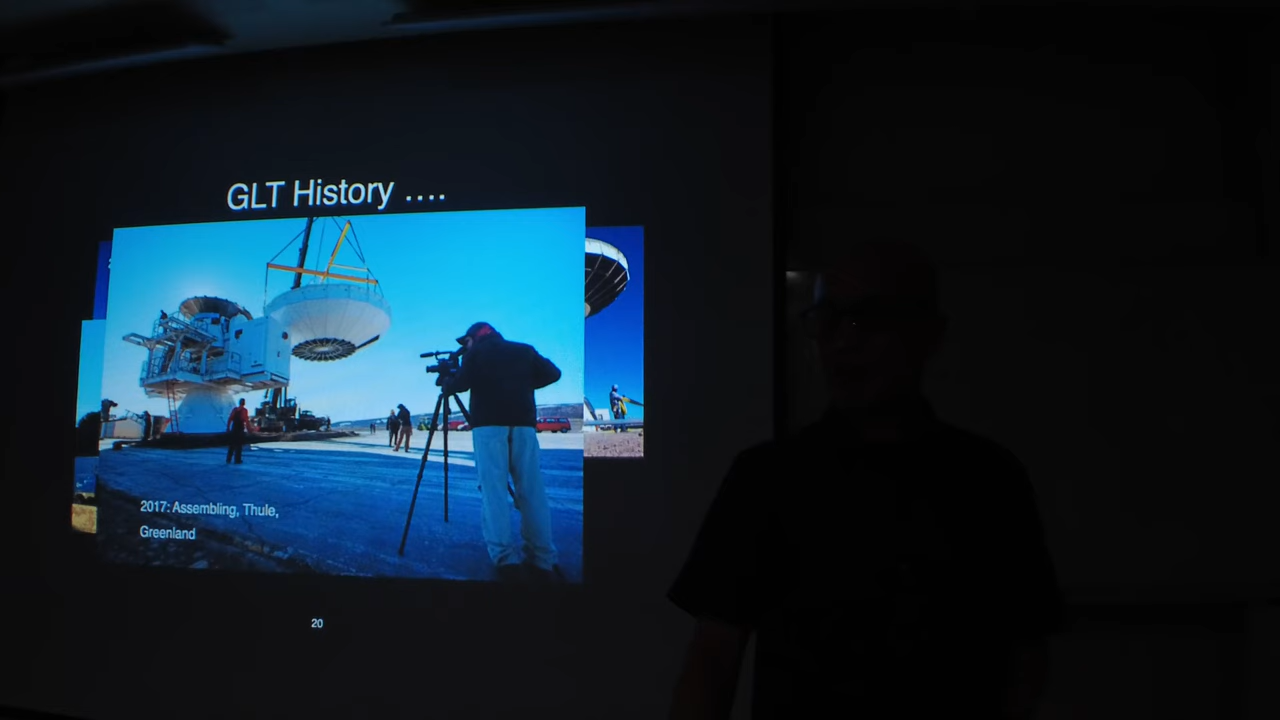 GLT History ....
2017: Assembling, Thule,
Greenland
20